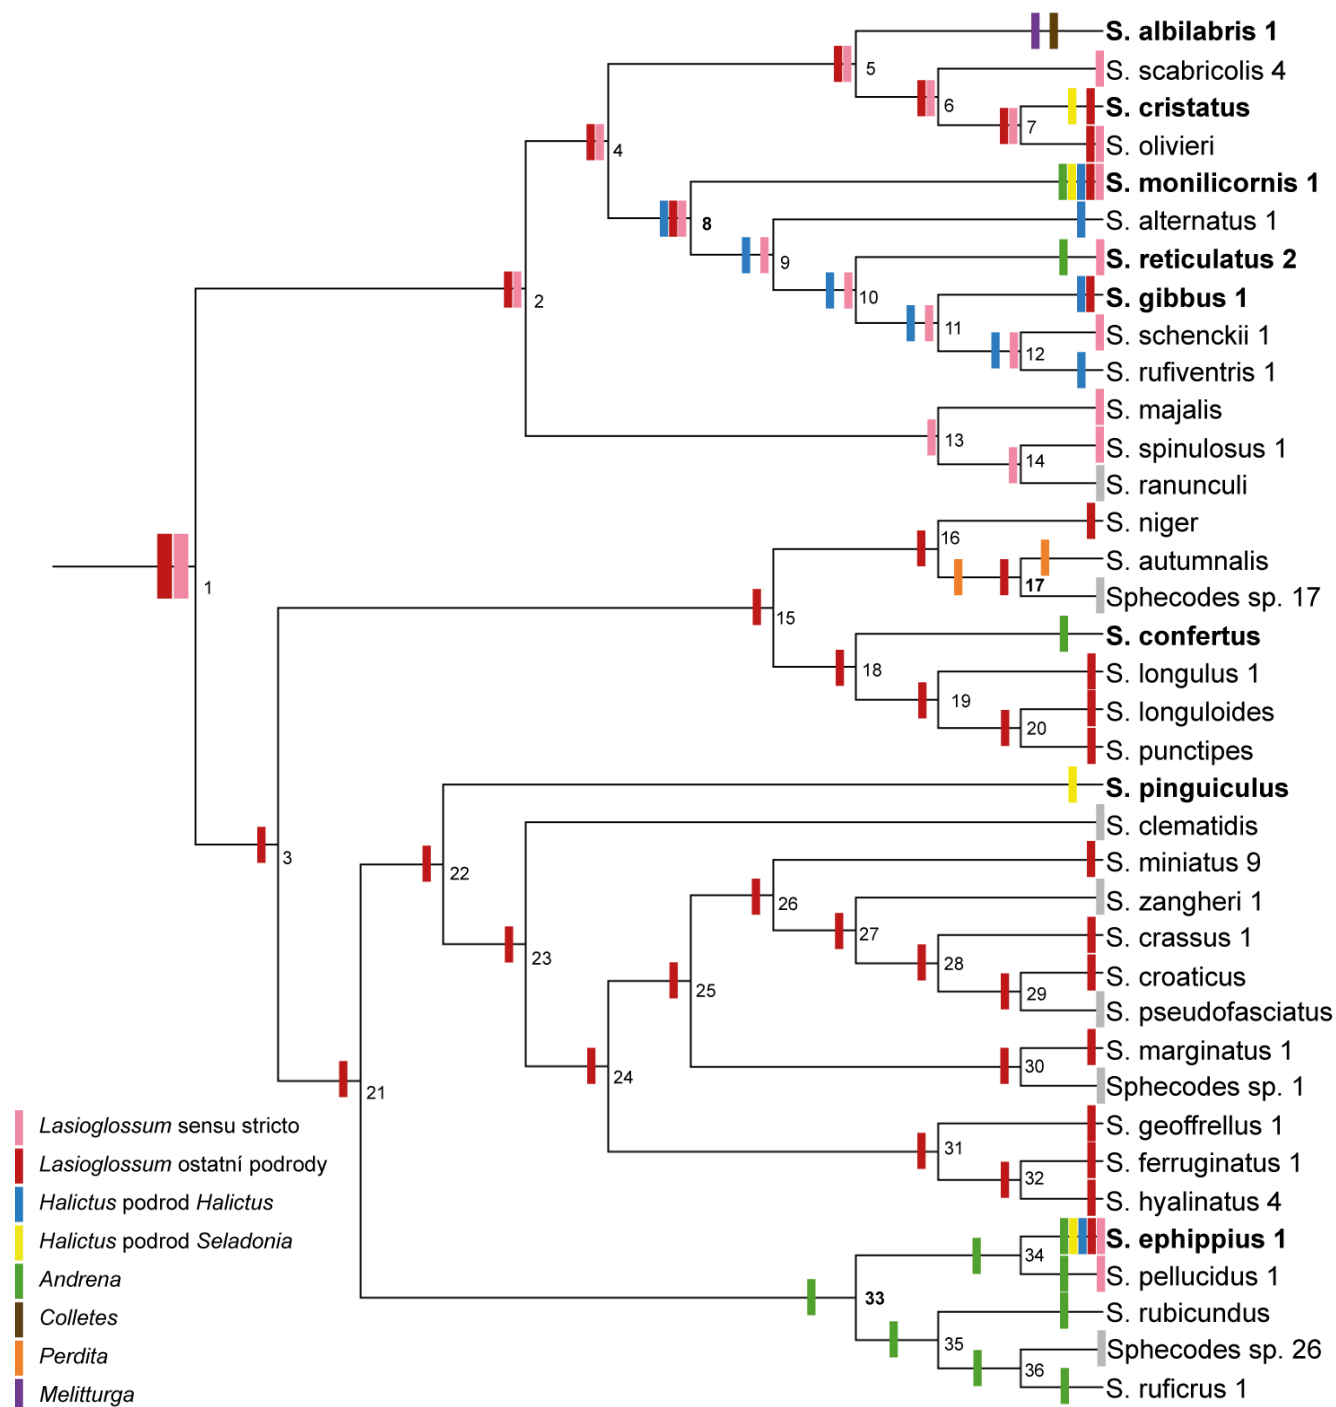 S. albilabris 1
5
S. scabricolis 4
6
S. cristatus
7
4
S. olivieri
S. monilicornis 1
8
S. alternatus 1
9
S. reticulatus 2
2
10
S. gibbus 1
11
S. schenckii 1
12
S. rufiventris 1
S. majalis
13
S. spinulosus 1
14
S. ranunculi
S. niger
16
S. autumnalis
1
17
Sphecodes sp. 17
15
S. confertus
18
S. longulus 1
19
S. longuloides
20
S. punctipes
S. pinguiculus
S. clematidis
3
S. miniatus 9
22
S. zangheri 1
26
27
S. crassus 1
23
28
S. croaticus
25
29
S. pseudofasciatus
S. marginatus 1
30
24
Sphecodes sp. 1
21
S. geoffrellus 1
31
S. ferruginatus 1
32
S. hyalinatus 4
S. ephippius 1
34
S. pellucidus 1
33
S. rubicundus
35
Sphecodes sp. 26
36
S. ruficrus 1
Lasioglossum sensu stricto
Lasioglossum ostatní podrody
Halictus podrod Halictus
Halictus podrod Seladonia
Andrena
Colletes
Perdita
Melitturga